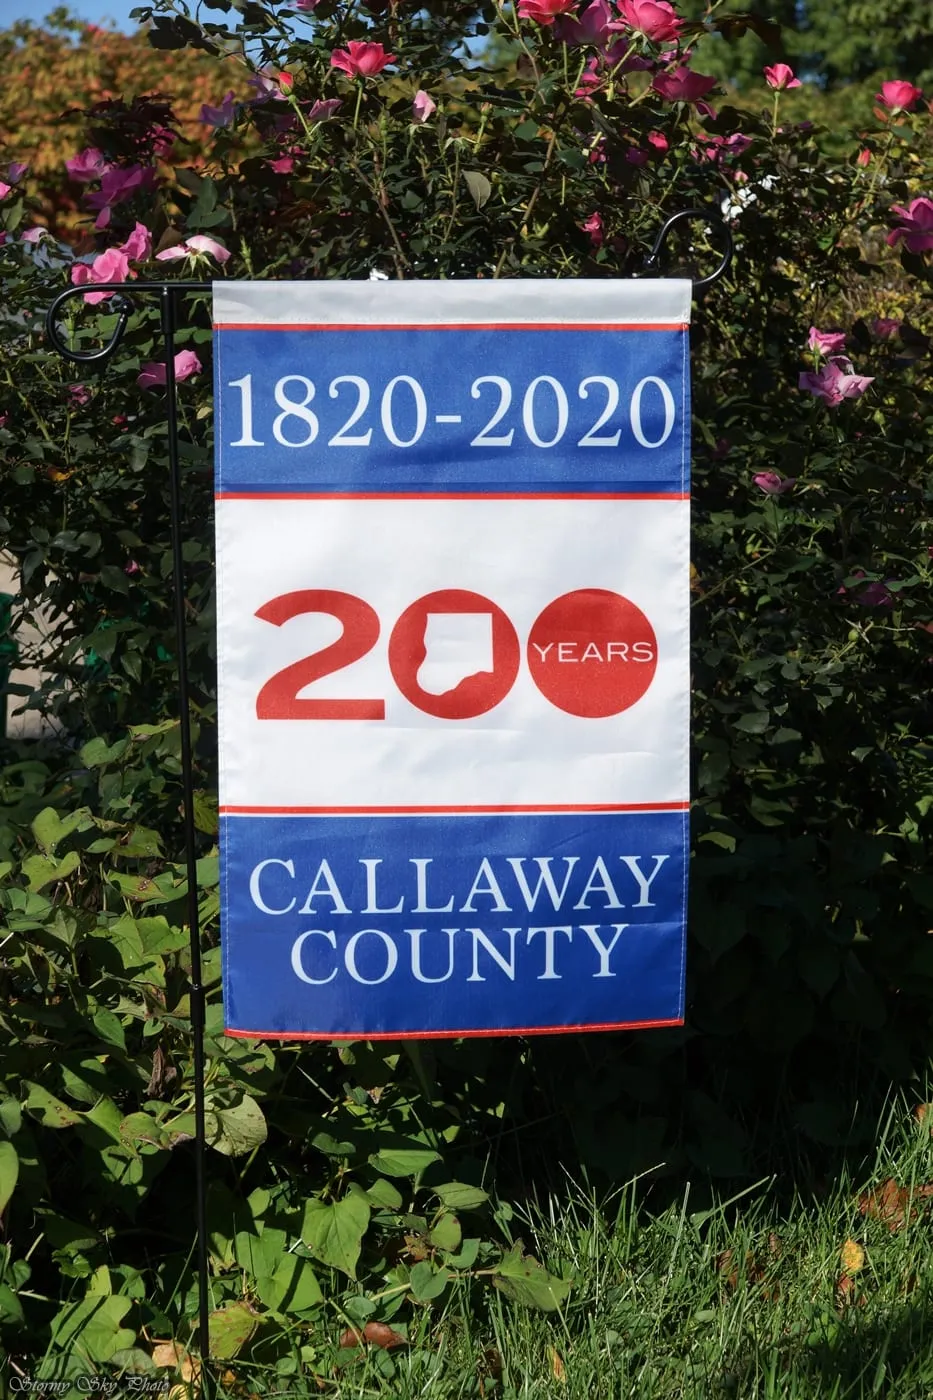 1820-2020
200
YEARS
CALLAWAY
COUNTY
Stormy Sky Photo